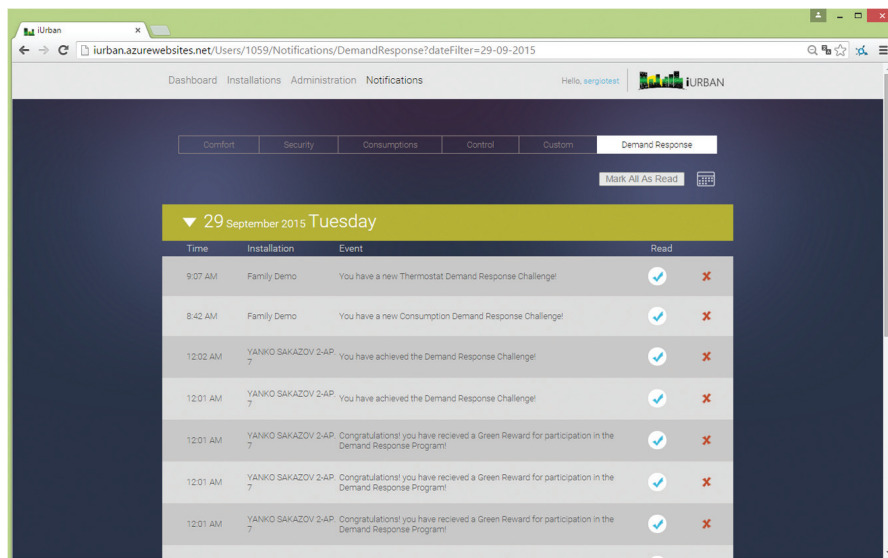 iUrban
iurban.azurewebsites.net/Users/1059/Notifications/DemandResponse?dateFilter=29-09-2015
Dashboard Installations Administration Notifications Hello, sergiotest iURBAN
Comfort Security Consumptions Control Custom Demand Response
Mark All As Read
29 September 2015 Tuesday
Time Installation Event Read
9:07 AM Family Demo You have a new Thermostat Demand Response Challenge!
8:42 AM Family Demo You have a new Consumption Demand Response Challenge!
12:02 AM YANKO SAKAZOV 2-AP. 7 You have achieved the Demand Response Challenge!
12:01 AM YANKO SAKAZOV 2-AP. 7 You have achieved the Demand Response Challenge!
12:01 AM YANKO SAKAZOV 2-AP. 7 Congratulations! you have recieved a Green Reward for participation in the
Demand Response Program!
12:01 AM YANKO SAKAZOV 2-AP. 7 Congratulations! you have recieved a Green Reward for participation in the
Demand Response Program!
12:01 AM YANKO SAKAZOV 2-AP. 7 Congratulations! you have recieved a Green Reward for participation in the
Demand Response Program!